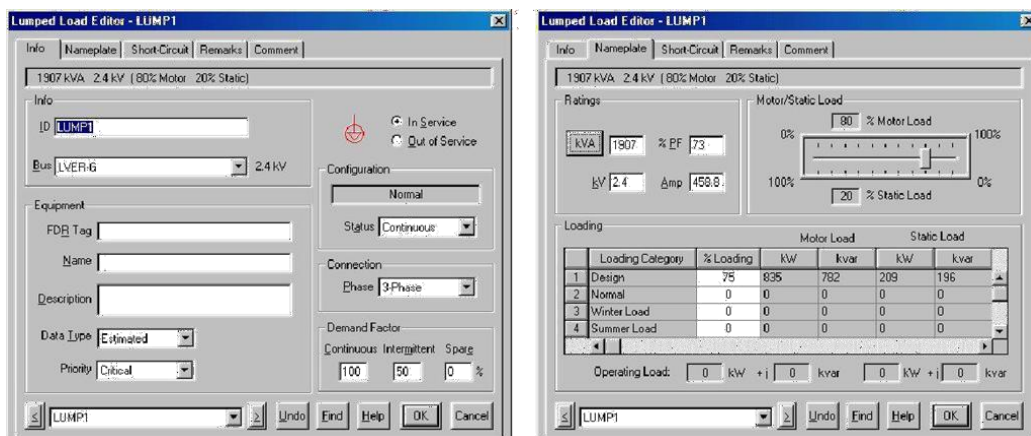 Lumped Load Editor - LUMP1
Info Nameplate Short-Circuit Remarks Comment
1907 kVA 2.4 kV (80% Motor 20% Static)
Info
ID LUMP1
Bus LVER-G 2.4 kV
In Service
Out of Service
Configuration
Normal
Status Continuous
Equipment
FDR Tag
Name
Description
Data Type Estimated
Priority Critical
Connection
Phase 3-Phase
Demand Factor
Continuous Intermittent Spare
100 50 0 %
< LUMP1 > Undo Find Help OK Cancel
Lumped Load Editor - LUMP1
Info Nameplate Short-Circuit Remarks Comment
1907 kVA 2.4 kV (80% Motor 20% Static)
Ratings
kVA 1907 % PF 73
kV 2.4 Amp 458.8
Motor/Static Load
80 % Motor Load
0% 100%
100% 0%
20 % Static Load
Loading
Motor Load Static Load
Loading Category % Loading kW kvar kW kvar
1 Design 75 835 782 209 196
2 Normal 0 0 0 0 0
3 Winter Load 0 0 0 0 0
4 Summer Load 0 0 0 0 0
Operating Load: 0 kW + j 0 kvar 0 kW + j 0 kvar
< LUMP1 > Undo Find Help OK Cancel